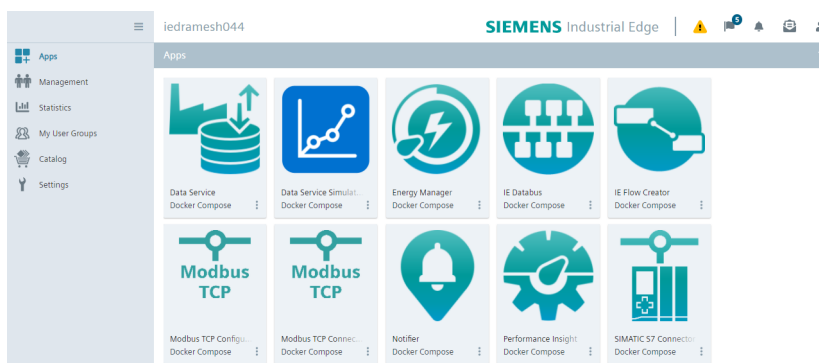 iedramesh044
SIEMENS Industrial Edge
5
Apps
Management
Statistics
My User Groups
Catalog
Settings
Apps
Data Service
Docker Compose
Data Service Simulat...
Docker Compose
Energy Manager
Docker Compose
IE Databus
Docker Compose
IE Flow Creator
Docker Compose
Modbus
TCP
Modbus TCP Configu...
Docker Compose
Modbus
TCP
Modbus TCP Connec...
Docker Compose
Notifier
Docker Compose
Performance Insight
Docker Compose
SIMATIC S7 Connector
Docker Compose